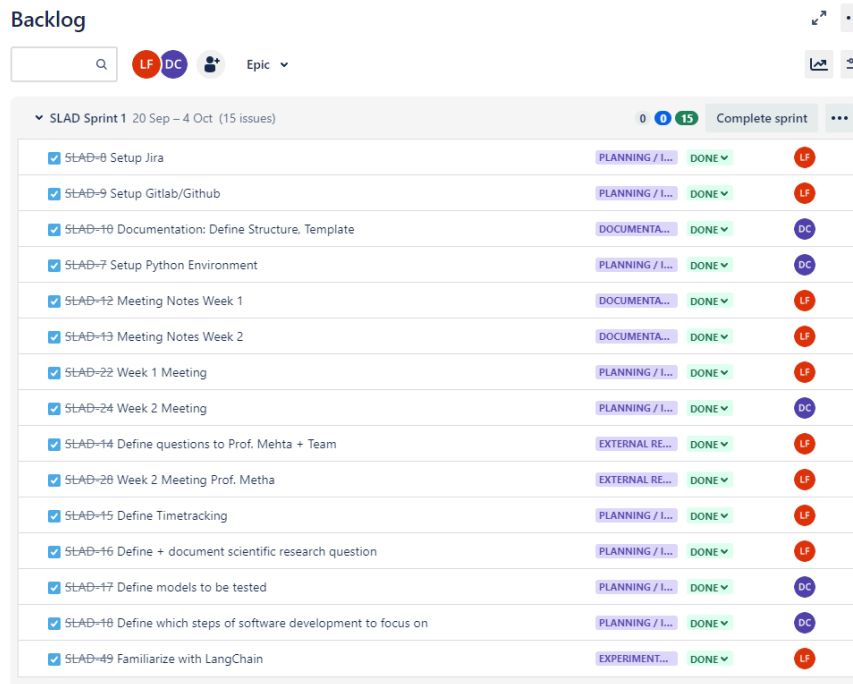 Backlog
LF DC Epic
SLAD Sprint 1 20 Sep – 4 Oct (15 issues) 0 0 15 Complete sprint
SLAD-8 Setup Jira PLANNING / I... DONE LF
SLAD-9 Setup Gitlab/Github PLANNING / I... DONE LF
SLAD-10 Documentation: Define Structure, Template DOCUMENTA... DONE DC
SLAD-7 Setup Python Environment PLANNING / I... DONE DC
SLAD-12 Meeting Notes Week 1 DOCUMENTA... DONE LF
SLAD-13 Meeting Notes Week 2 DOCUMENTA... DONE LF
SLAD-22 Week 1 Meeting PLANNING / I... DONE LF
SLAD-24 Week 2 Meeting PLANNING / I... DONE DC
SLAD-14 Define questions to Prof. Mehta + Team EXTERNAL RE... DONE LF
SLAD-28 Week 2 Meeting Prof. Metha EXTERNAL RE... DONE LF
SLAD-15 Define Timetracking PLANNING / I... DONE LF
SLAD-16 Define + document scientific research question PLANNING / I... DONE LF
SLAD-17 Define models to be tested PLANNING / I... DONE DC
SLAD-18 Define which steps of software development to focus on PLANNING / I... DONE DC
SLAD-49 Familiarize with LangChain EXPERIMENT... DONE LF